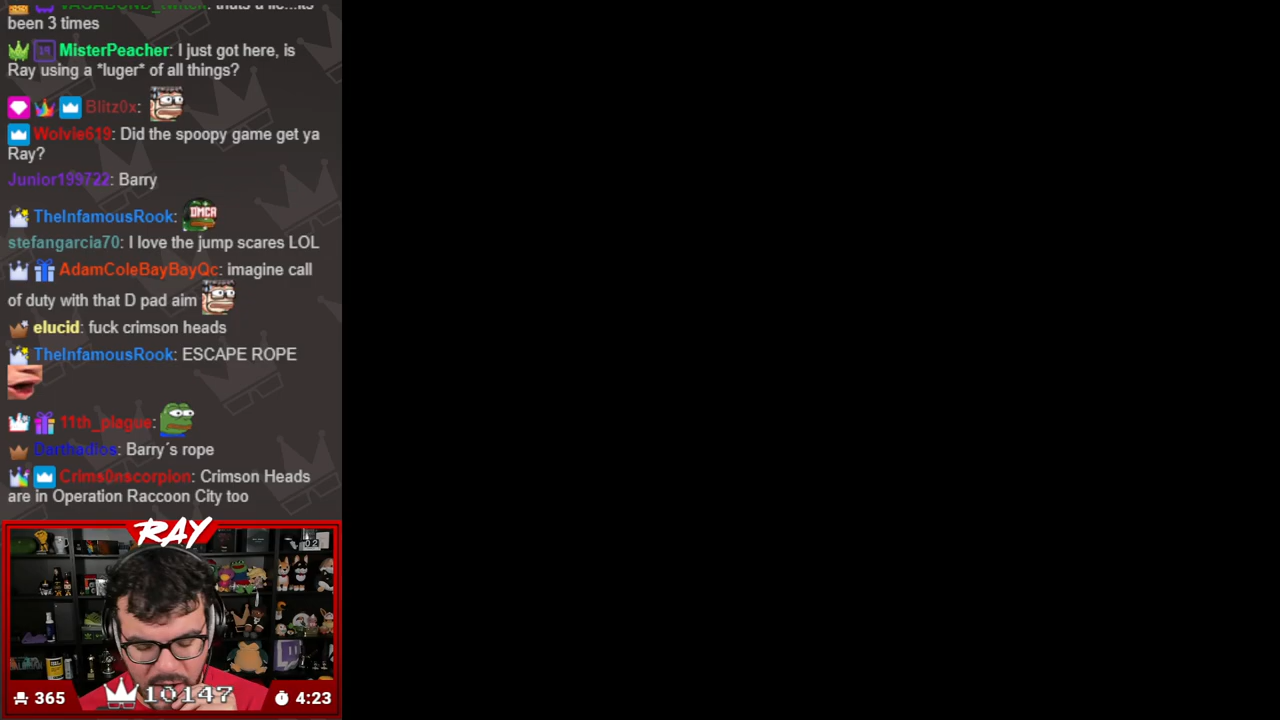 been 3 times
MisterPeacher: I just got here, is
Ray using a *luger* of all things?
Blitz0x:
Wolvie619: Did the spoopy game get ya
Ray?
Junior199722: Barry
TheInfamousRook: DMCA
stefangarcia70: I love the jump scares LOL
AdamColeBayBayQc: imagine call
of duty with that D pad aim
elucid: fuck crimson heads
TheInfamousRook: ESCAPE ROPE
11th_plague:
Darthadios: Barry´s rope
Crims0nscorpion: Crimson Heads
are in Operation Raccoon City too
RAY
365
10147
4:23